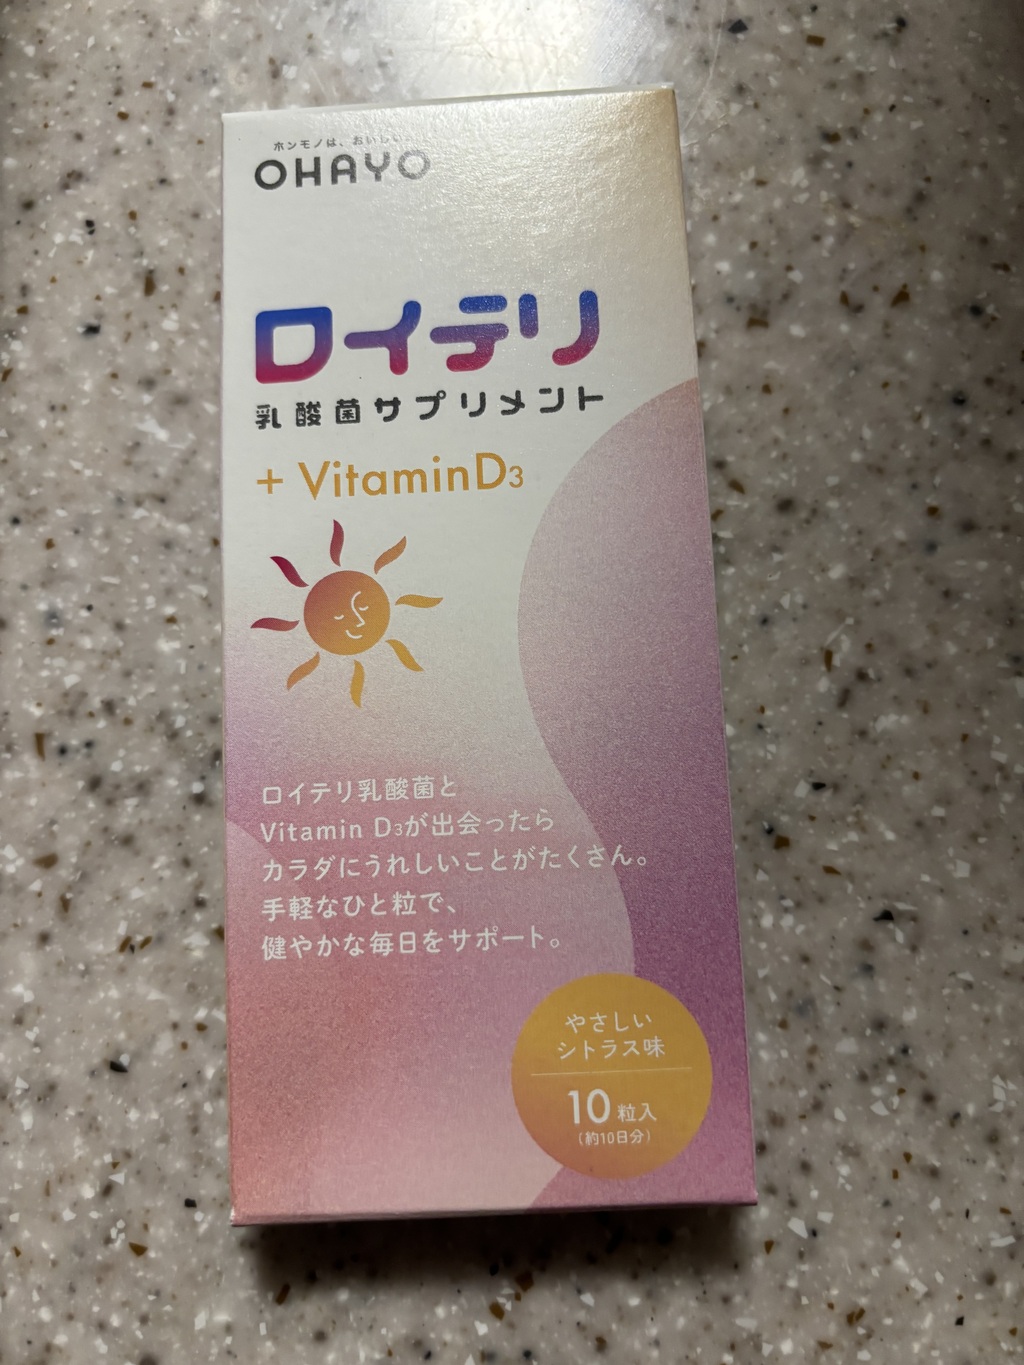 ホンモノは、おいしい。
OHAYO
ロイテリ
乳酸菌サプリメント
+ VitaminD3
ロイテリ乳酸菌と
Vitamin D3が出会ったら
カラダにうれしいことがたくさん。
手軽なひと粒で、
健やかな毎日をサポート。
やさしい
シトラス味
10粒入
(約10日分)